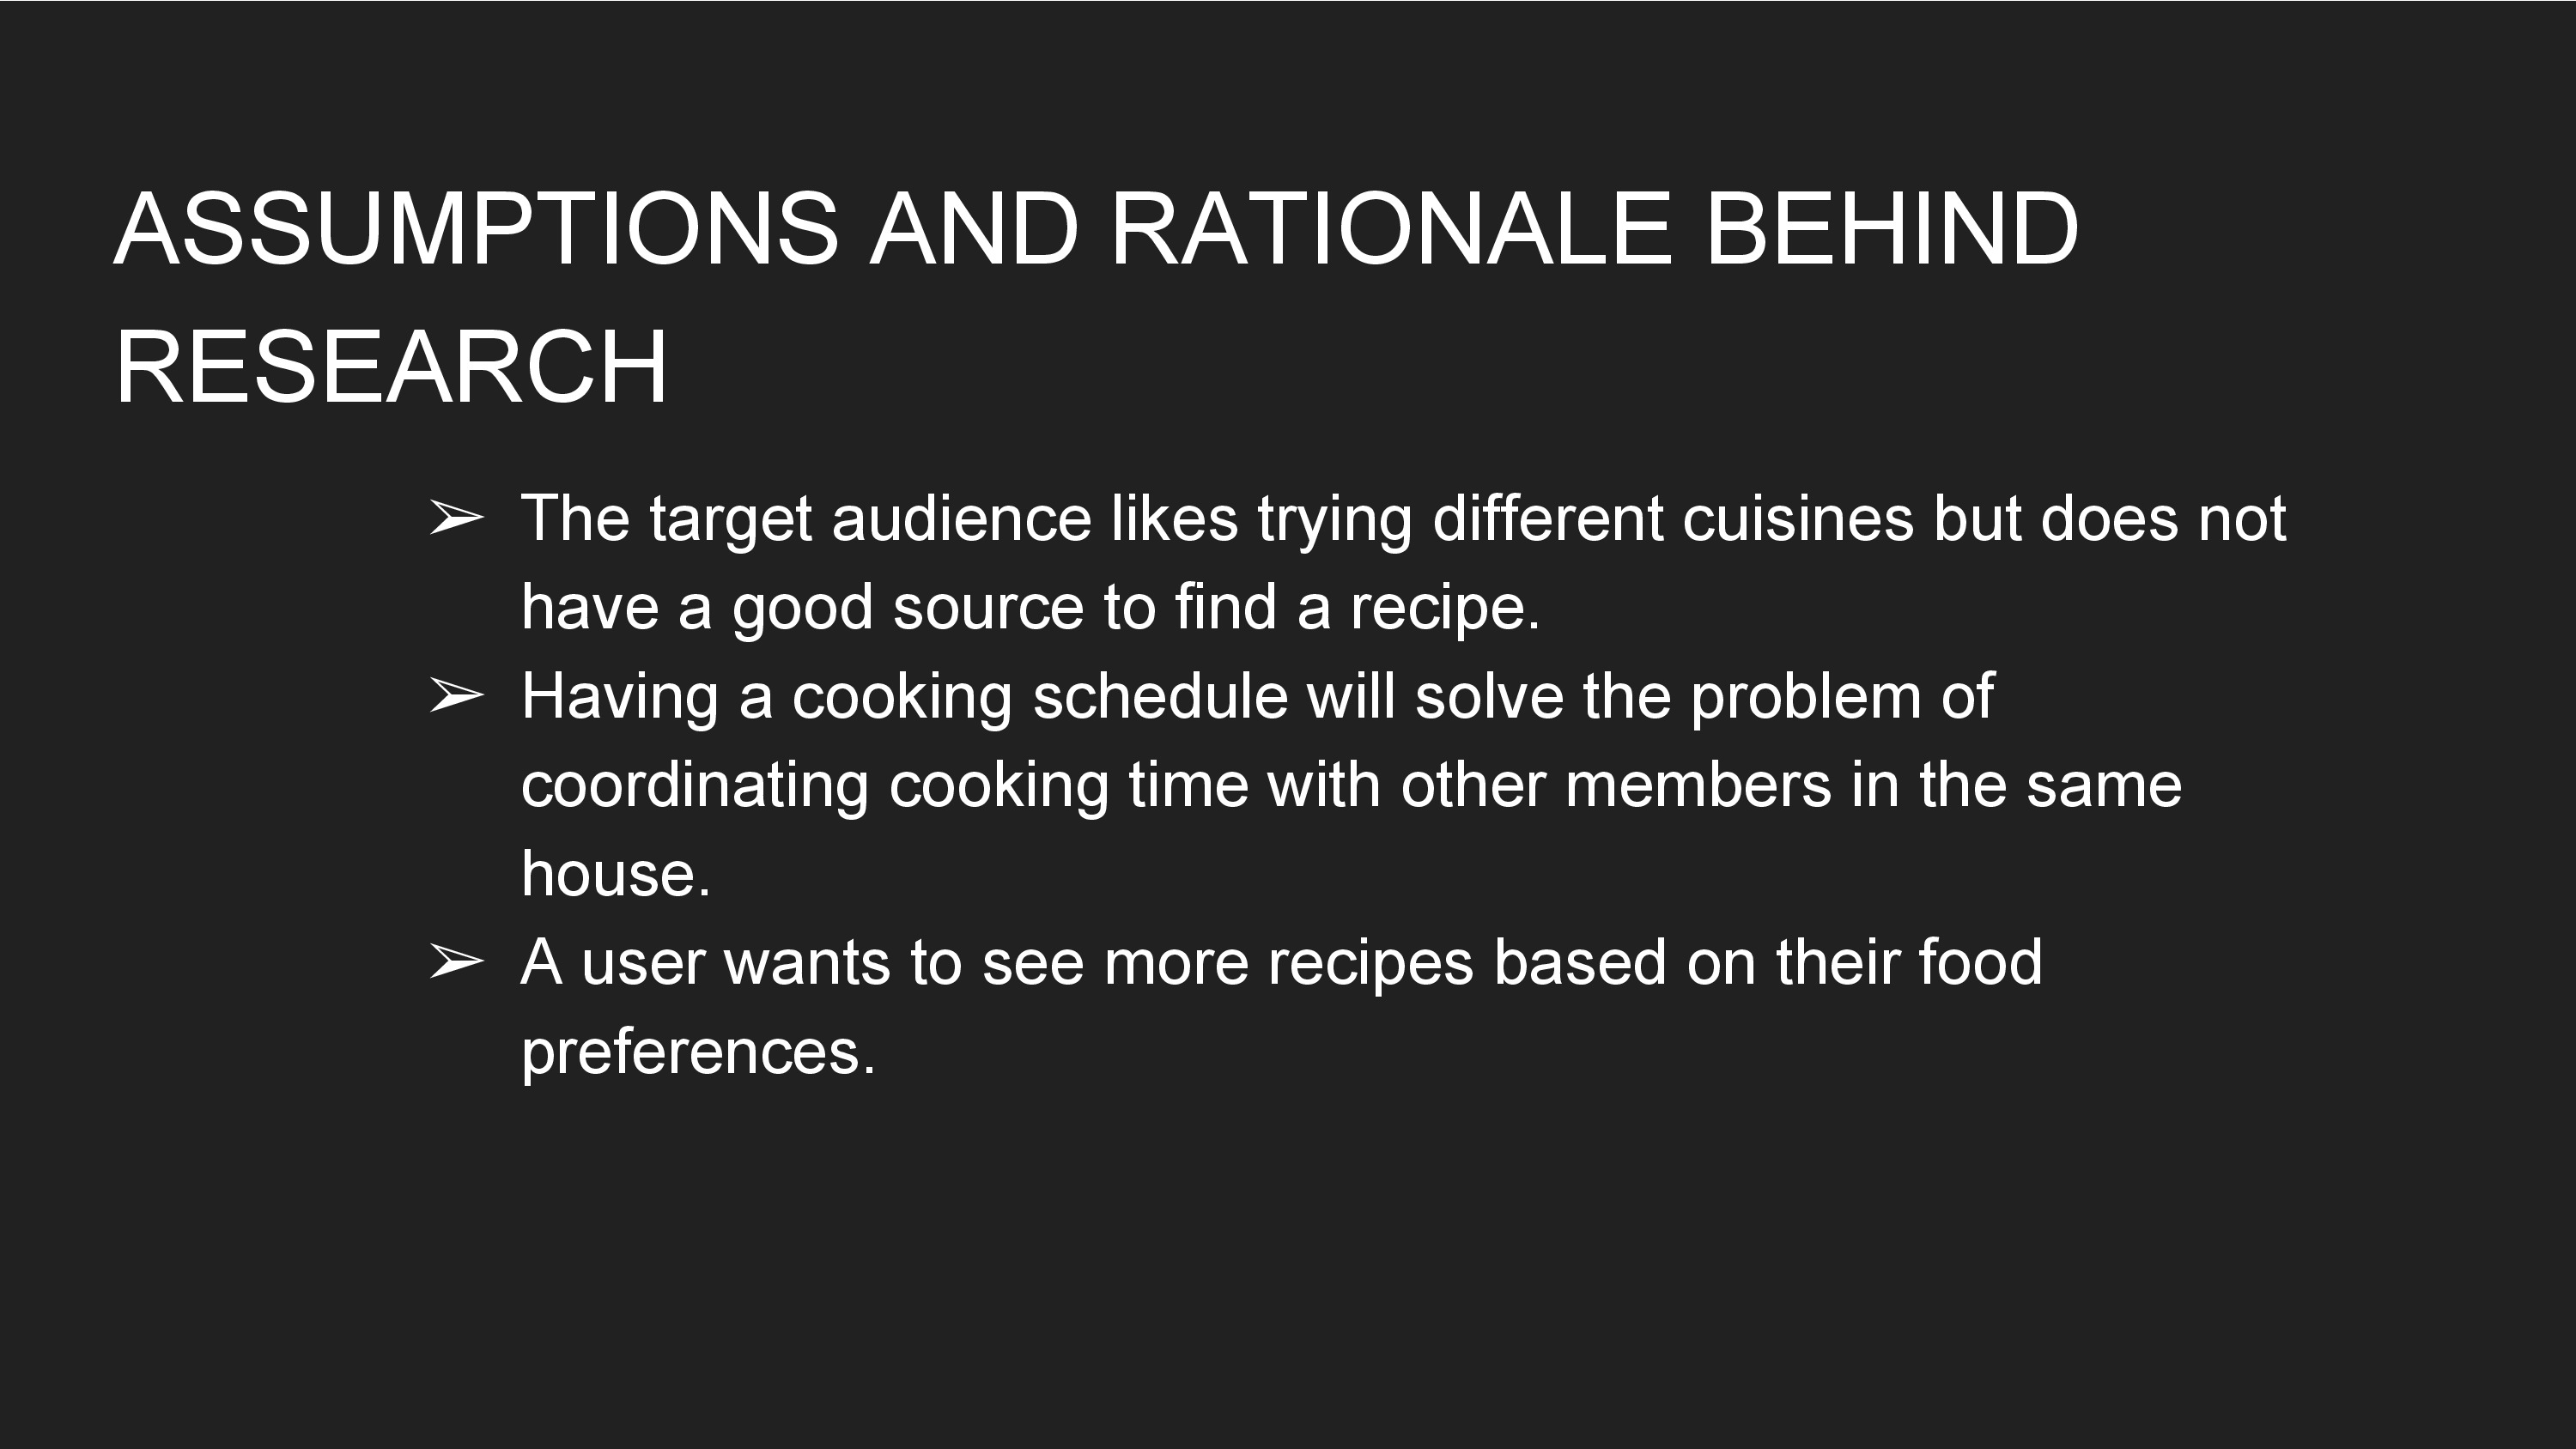 ASSUMPTIONS AND RATIONALE BEHIND
RESEARCH
➢ The target audience likes trying different cuisines but does not
have a good source to find a recipe.
➢ Having a cooking schedule will solve the problem of
coordinating cooking time with other members in the same
house.
➢ A user wants to see more recipes based on their food
preferences.